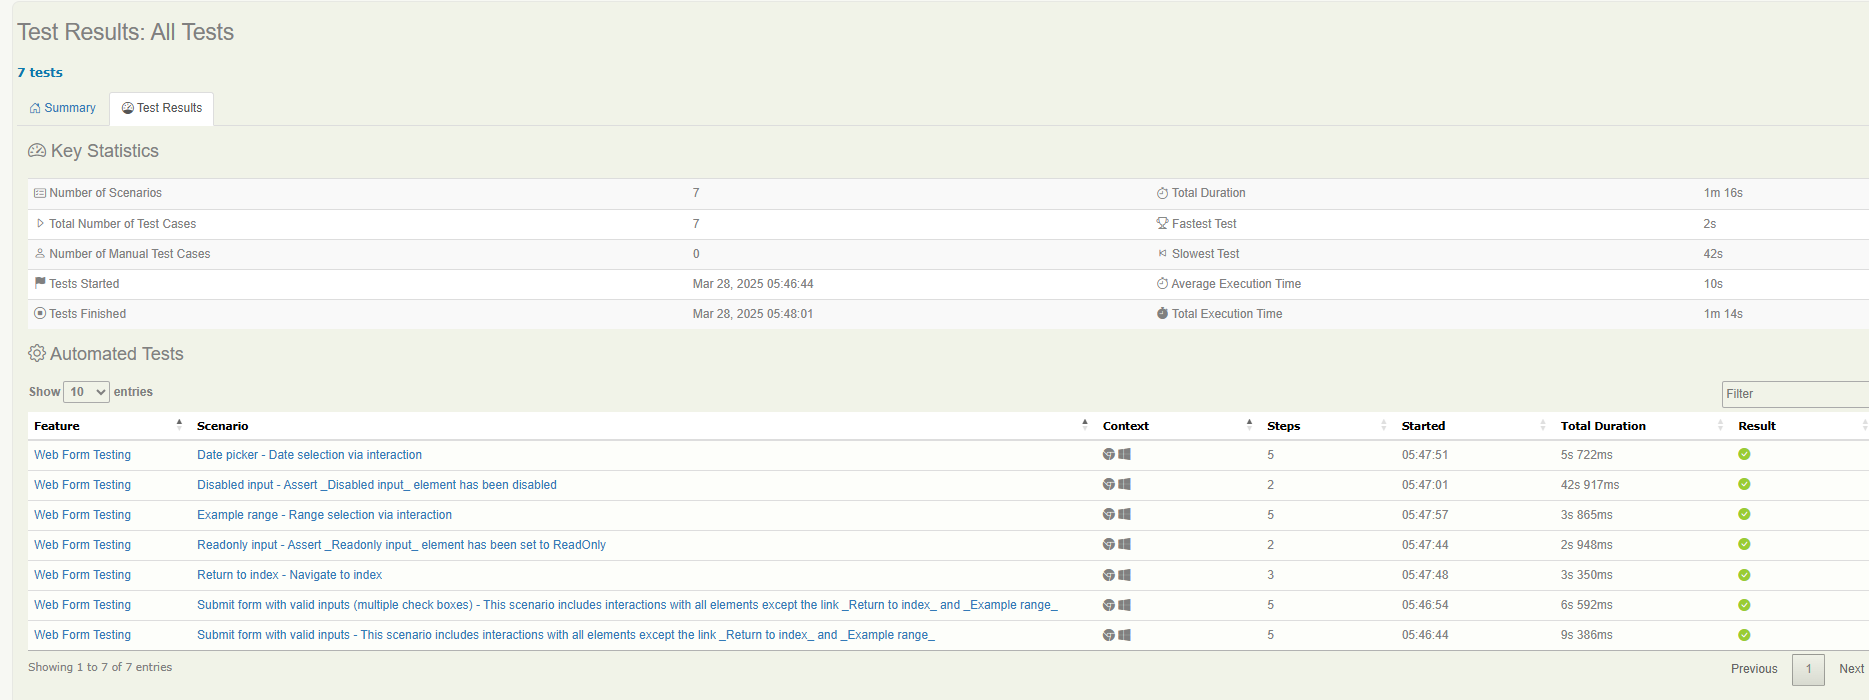 Test Results: All Tests
7 tests
Summary Test Results
Key Statistics
Number of Scenarios 7 Total Duration 1m 16s
Total Number of Test Cases 7 Fastest Test 2s
Number of Manual Test Cases 0 Slowest Test 42s
Tests Started Mar 28, 2025 05:46:44 Average Execution Time 10s
Tests Finished Mar 28, 2025 05:48:01 Total Execution Time 1m 14s
Automated Tests
Show 10 entries Filter
Feature Scenario Context Steps Started Total Duration Result
Web Form Testing Date picker - Date selection via interaction 5 05:47:51 5s 722ms
Web Form Testing Disabled input - Assert _Disabled input_ element has been disabled 2 05:47:01 42s 917ms
Web Form Testing Example range - Range selection via interaction 5 05:47:57 3s 865ms
Web Form Testing Readonly input - Assert _Readonly input_ element has been set to ReadOnly 2 05:47:44 2s 948ms
Web Form Testing Return to index - Navigate to index 3 05:47:48 3s 350ms
Web Form Testing Submit form with valid inputs (multiple check boxes) - This scenario includes interactions with all elements except the link _Return to index_ and _Example range_ 5 05:46:54 6s 592ms
Web Form Testing Submit form with valid inputs - This scenario includes interactions with all elements except the link _Return to index_ and _Example range_ 5 05:46:44 9s 386ms
Showing 1 to 7 of 7 entries Previous 1 Next